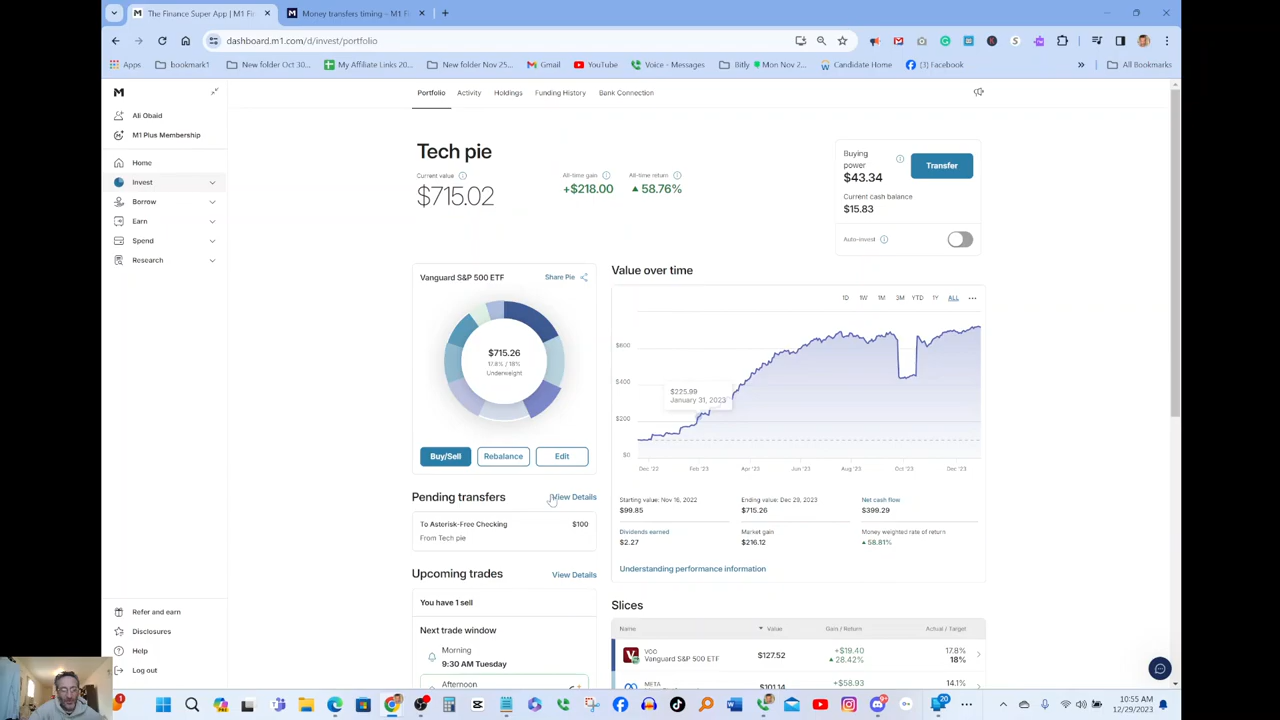 The Finance Super App | M1 Fi
Money transfers timing – M1 Fi
dashboard.m1.com/d/invest/portfolio
Apps
bookmark1
New folder Oct 30...
My Affiliate Links 20...
New folder Nov 25...
Gmail
YouTube
Voice - Messages
Bitly
Mon Nov 2...
Candidate Home
(3) Facebook
»
All Bookmarks
Portfolio
Activity
Holdings
Funding History
Bank Connection
Ali Obaid
M1 Plus Membership
Home
Invest
Borrow
Earn
Spend
Research
Tech pie
Current value
$715.02
All-time gain
+$218.00
All-time return
58.76%
Buying
power
$43.34
Transfer
Current cash balance
$15.83
Auto-invest
Vanguard S&P 500 ETF
Share Pie
$715.26
17.8% / 18%
Underweight
Buy/Sell
Rebalance
Edit
Value over time
1D 1W 1M 3M YTD 1Y ALL
$600
$400
$200
$0
$225.99
January 31, 2023
Dec '22 Feb '23 Apr '23 Jun '23 Aug '23 Oct '23 Dec '23
Starting value: Nov 16, 2022
$99.85
Ending value: Dec 29, 2023
$715.26
Net cash flow
$399.29
Dividends earned
$2.27
Market gain
$216.12
Money weighted rate of return
58.81%
Understanding performance information
Pending transfers
View Details
To Asterisk-Free Checking
$100
From Tech pie
Upcoming trades
View Details
You have 1 sell
Next trade window
Morning
9:30 AM Tuesday
Afternoon
Slices
Name
Value
Gain / Return
Actual / Target
VOO
Vanguard S&P 500 ETF
$127.52
+$19.40
28.42%
17.8%
18%
META
$101.14
+$58.93
14.1%
Refer and earn
Disclosures
Help
Log out
10:55 AM
12/29/2023